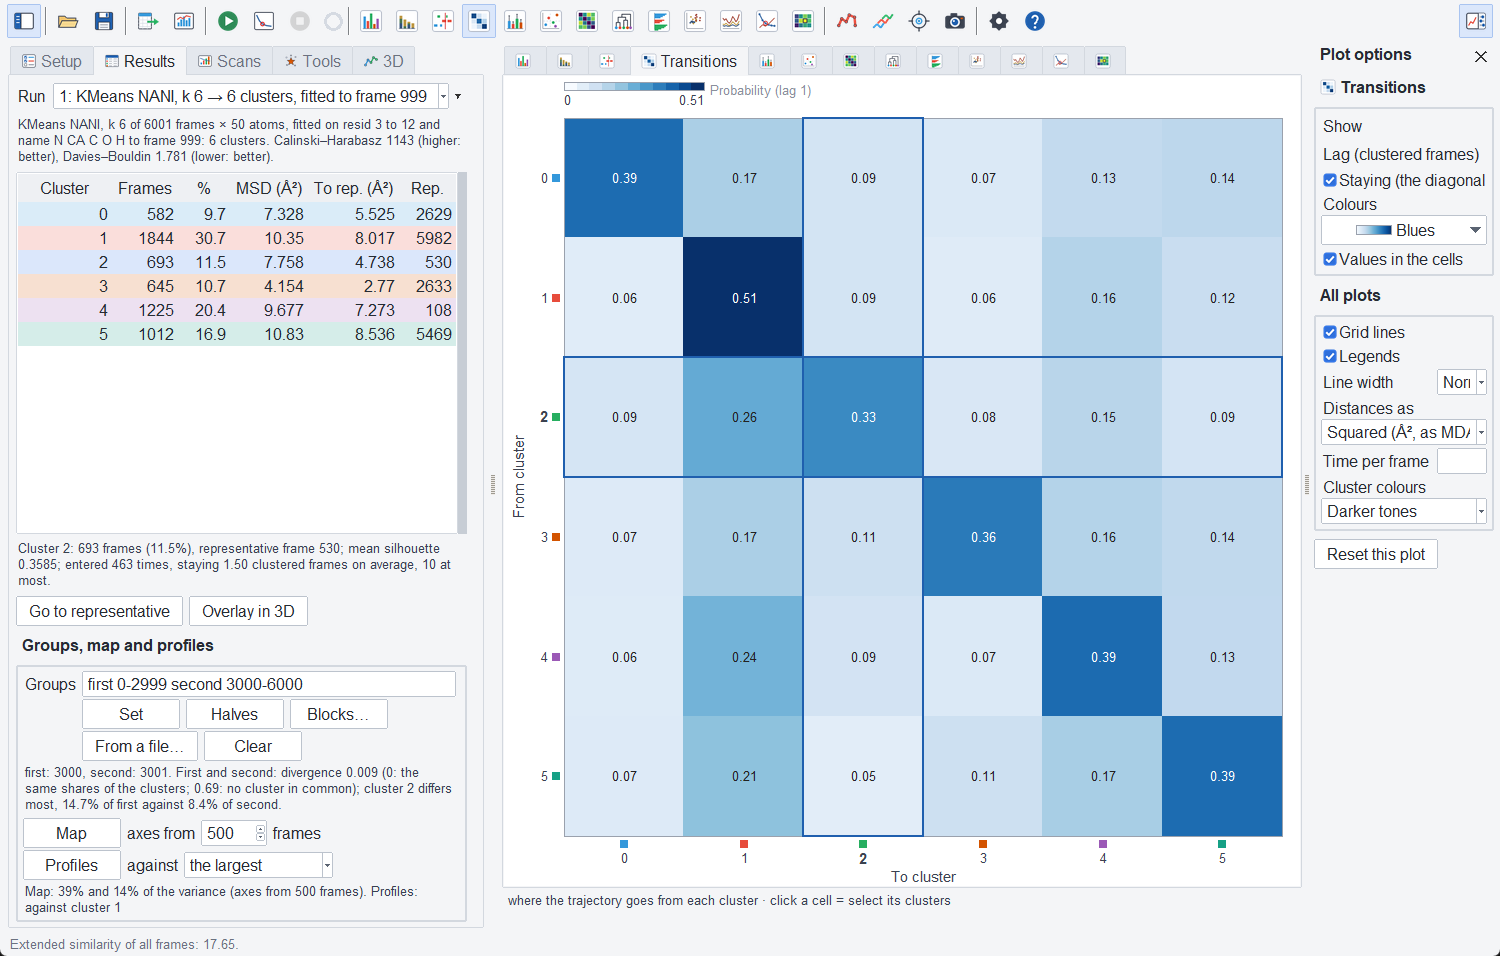 Setup
Results
Scans
Tools
3D
Transitions
Run 1: KMeans NANI, k 6 → 6 clusters, fitted to frame 999
KMeans NANI, k 6 of 6001 frames × 50 atoms, fitted on resid 3 to 12 and
name N CA C O H to frame 999: 6 clusters. Calinski–Harabasz 1143 (higher:
better), Davies–Bouldin 1.781 (lower: better).
Cluster Frames % MSD (Å²) To rep. (Å²) Rep.
0 582 9.7 7.328 5.525 2629
1 1844 30.7 10.35 8.017 5982
2 693 11.5 7.758 4.738 530
3 645 10.7 4.154 2.77 2633
4 1225 20.4 9.677 7.273 108
5 1012 16.9 10.83 8.536 5469
Cluster 2: 693 frames (11.5%), representative frame 530; mean silhouette
0.3585; entered 463 times, staying 1.50 clustered frames on average, 10 at
most.
Go to representative
Overlay in 3D
Groups, map and profiles
Groups first 0-2999 second 3000-6000
Set
Halves
Blocks…
From a file…
Clear
first: 3000, second: 3001. First and second: divergence 0.009 (0: the
same shares of the clusters; 0.69: no cluster in common); cluster 2 differs
most, 14.7% of first against 8.4% of second.
Map axes from 500 frames
Profiles against the largest
Map: 39% and 14% of the variance (axes from 500 frames). Profiles:
against cluster 1
Extended similarity of all frames: 17.65.
0 0.51 Probability (lag 1)
From cluster
0 0.39 0.17 0.09 0.07 0.13 0.14
1 0.06 0.51 0.09 0.06 0.16 0.12
2 0.09 0.26 0.33 0.08 0.15 0.09
3 0.07 0.17 0.11 0.36 0.16 0.14
4 0.06 0.24 0.09 0.07 0.39 0.13
5 0.07 0.21 0.05 0.11 0.17 0.39
0 1 2 3 4 5
To cluster
where the trajectory goes from each cluster · click a cell = select its clusters
Plot options
Transitions
Show
Lag (clustered frames)
Staying (the diagonal
Colours
Blues
Values in the cells
All plots
Grid lines
Legends
Line width Nor
Distances as
Squared (Å², as MDA
Time per frame
Cluster colours
Darker tones
Reset this plot